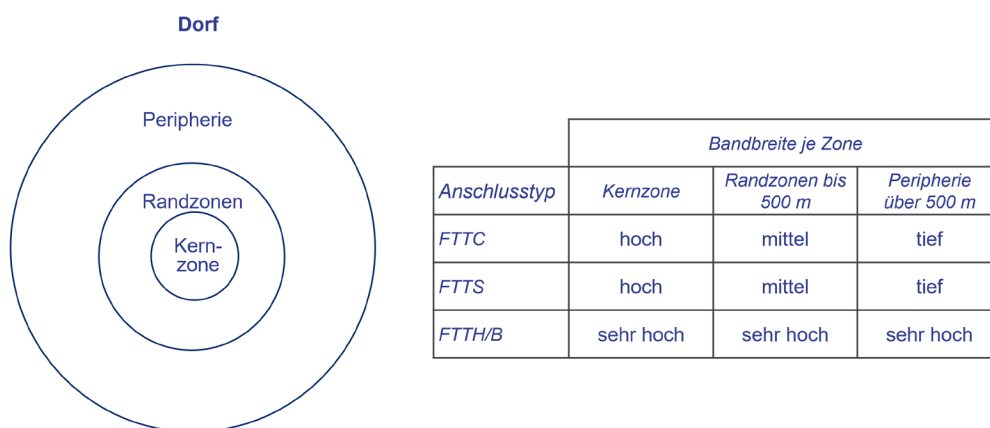 Dorf
Peripherie
Randzonen
Kern-
zone
Bandbreite je Zone
Anschlusstyp
Kernzone
Randzonen bis
500 m
Peripherie
über 500 m
FTTC
hoch
mittel
tief
FTTS
hoch
mittel
tief
FTTH/B
sehr hoch
sehr hoch
sehr hoch